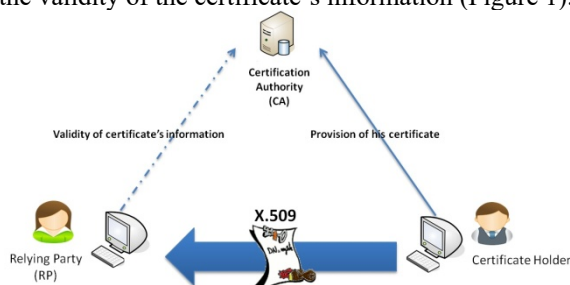 the validity of the certificate's information (Figure 1).
Certification
Authority
(CA)
Validity of certificate's information
Provision of his certificate
X.509
Relying Party
(RP)
Certificate Holder